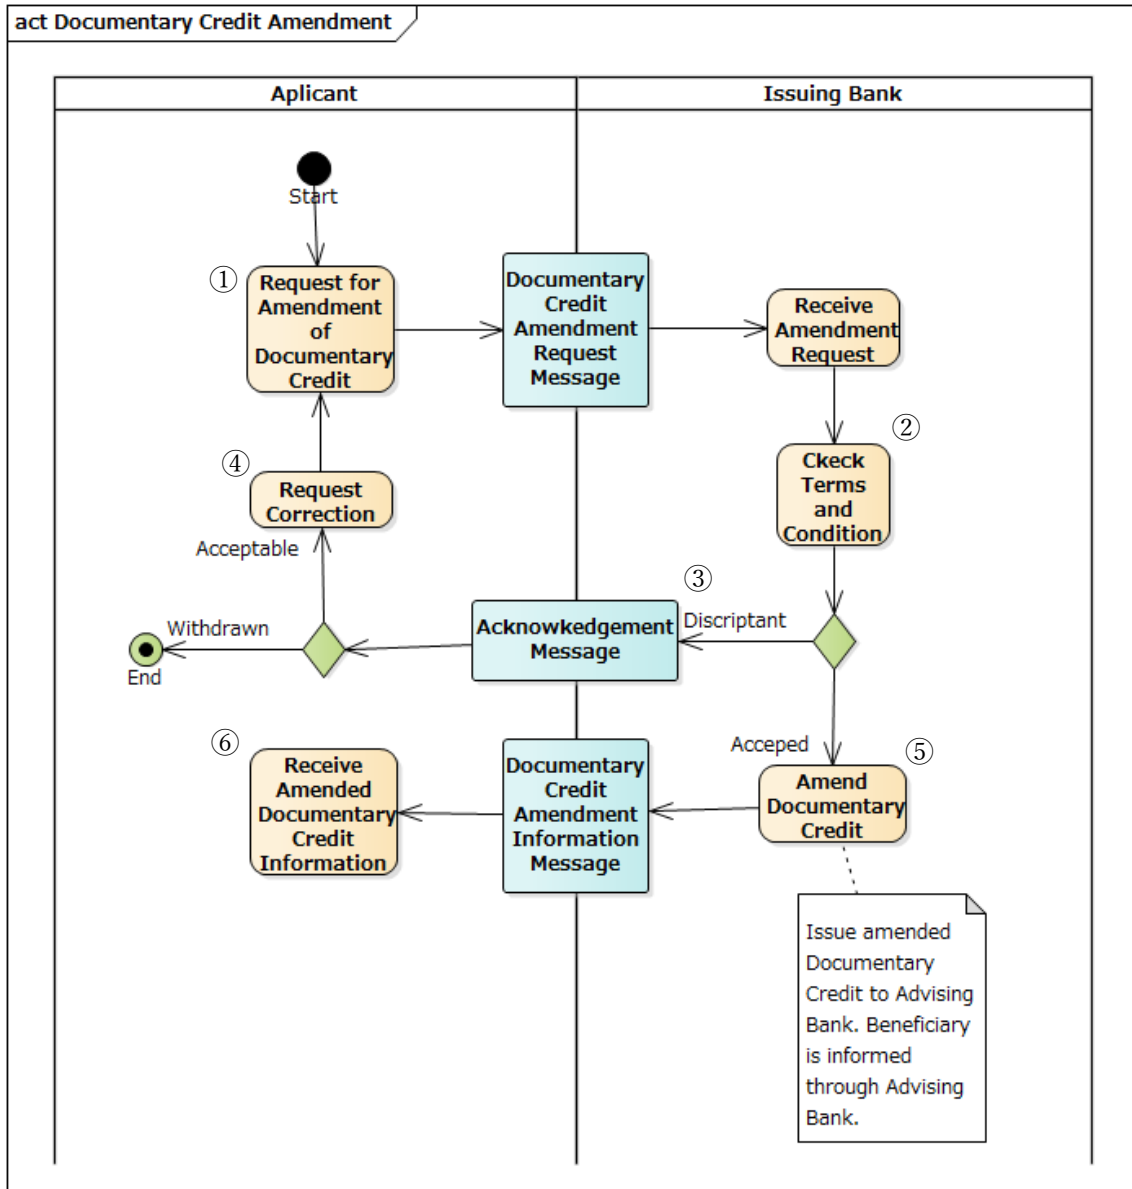 act Documentary Credit Amendment
Aplicant
Issuing Bank
Start
①
Request for
Amendment
of
Documentary
Credit
Documentary
Credit
Amendment
Request
Message
Receive
Amendment
Request
②
Ckeck
Terms
and
Condition
④
Request
Correction
Acceptable
③
Discriptant
Acknowkedgement
Message
Withdrawn
End
Acceped
⑤
Amend
Documentary
Credit
Documentary
Credit
Amendment
Information
Message
⑥
Receive
Amended
Documentary
Credit
Information
Issue amended
Documentary
Credit to Advising
Bank. Beneficiary
is informed
through Advising
Bank.